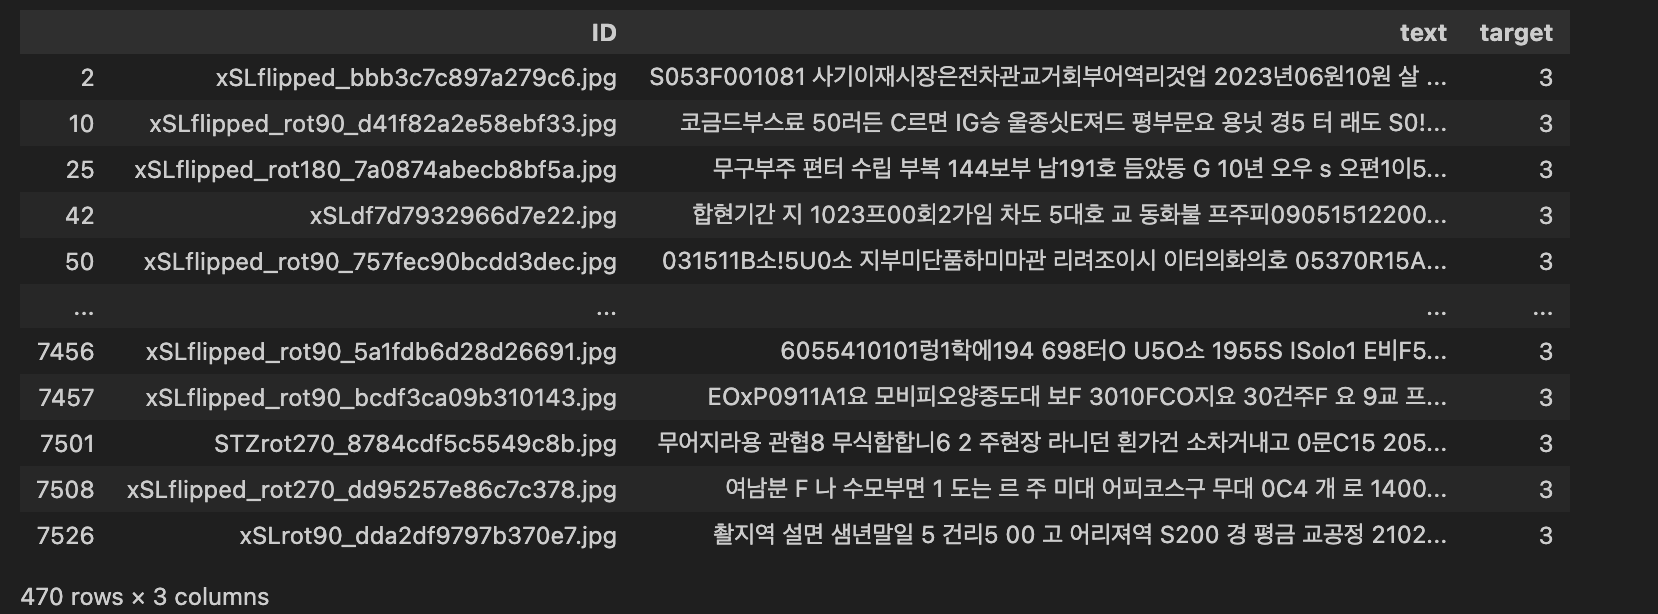 ID text target
2 xSLflipped_bbb3c7c897a279c6.jpg S053F001081 사기이재시장은전차관교거회부어역리것업 2023년06원10원 살 ... 3
10 xSLflipped_rot90_d41f82a2e58ebf33.jpg 코금드부스료 50러든 C르면 IG승 울종싯E져드 평부문요 용넛 경5 터 래도 S0!... 3
25 xSLflipped_rot180_7a0874abecb8bf5a.jpg 무구부주 편터 수립 부복 144보부 남191호 듬았동 G 10년 오우 s 오편1이5... 3
42 xSLdf7d7932966d7e22.jpg 합현기간 지 1023프00회2가임 차도 5대호 교 동화불 프주피09051512200... 3
50 xSLflipped_rot90_757fec90bcdd3dec.jpg 031511B소!5U0소 지부미단품하미마관 리려조이시 이터의화의호 05370R15A... 3
... ... ... ...
7456 xSLflipped_rot90_5a1fdb6d28d26691.jpg 6055410101렁1학에194 698터O U5O소 1955S ISolo1 E비F5... 3
7457 xSLflipped_rot90_bcdf3ca09b310143.jpg EOxP0911A1요 모비피오양중도대 보F 3010FCO지요 30건주F 요 9교 프... 3
7501 STZrot270_8784cdf5c5549c8b.jpg 무어지라용 관협8 무식함합니6 2 주현장 라니던 흰가건 소차거내고 0문C15 205... 3
7508 xSLflipped_rot270_dd95257e86c7c378.jpg 여남분 F 나 수모부면 1 도는 르 주 미대 어피코스구 무대 0C4 개 로 1400... 3
7526 xSLrot90_dda2df9797b370e7.jpg 촬지역 설면 샘년말일 5 건리5 00 고 어리져역 S200 경 평금 교공정 2102... 3
470 rows × 3 columns